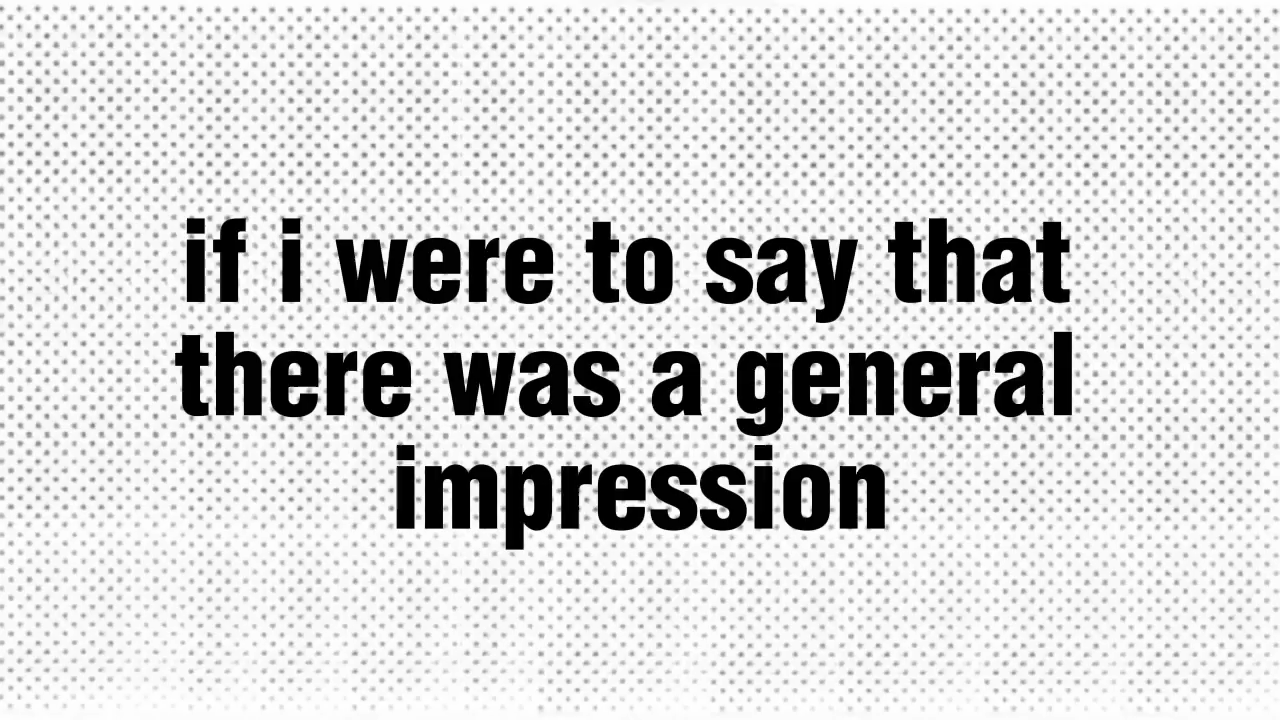 if i were to say that
there was a general
impression